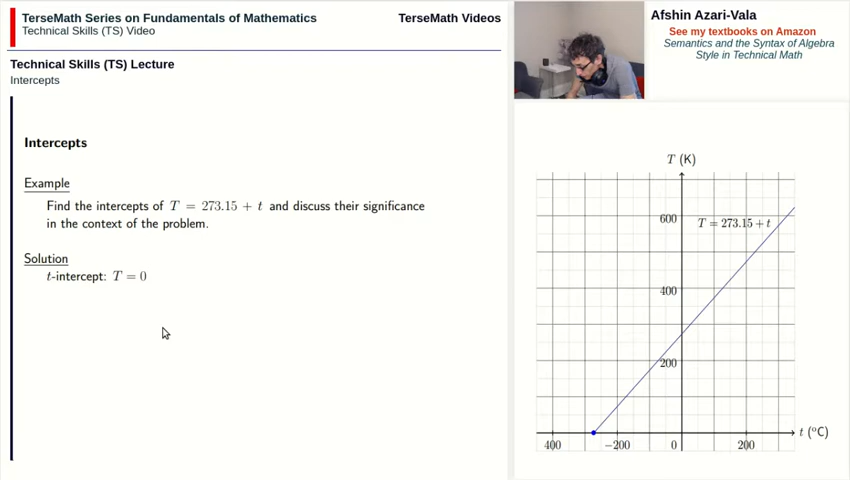 TerseMath Series on Fundamentals of Mathematics
TerseMath Videos
Technical Skills (TS) Video
Technical Skills (TS) Lecture
Intercepts
Afshin Azari-Vala
See my textbooks on Amazon
Semantics and the Syntax of Algebra
Style in Technical Math
Intercepts
Example
Find the intercepts of T = 273.15 + t and discuss their significance
in the context of the problem.
Solution
t-intercept: T = 0
T (K)
600
T = 273.15 + t
400
200
t (°C)
400 −200 0 200